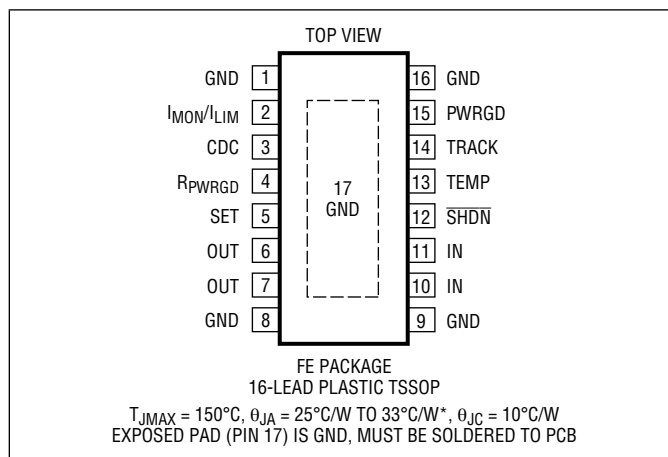 TOP VIEW
GND 1 16 GND
IMON/ILIM 2 15 PWRGD
CDC 3 14 TRACK
RPWRGD 4 13 TEMP
17
GND
SET 5 12 S̅H̅D̅N̅
OUT 6 11 IN
OUT 7 10 IN
GND 8 9 GND
FE PACKAGE
16-LEAD PLASTIC TSSOP
TJMAX = 150°C, θJA = 25°C/W TO 33°C/W*, θJC = 10°C/W
EXPOSED PAD (PIN 17) IS GND, MUST BE SOLDERED TO PCB